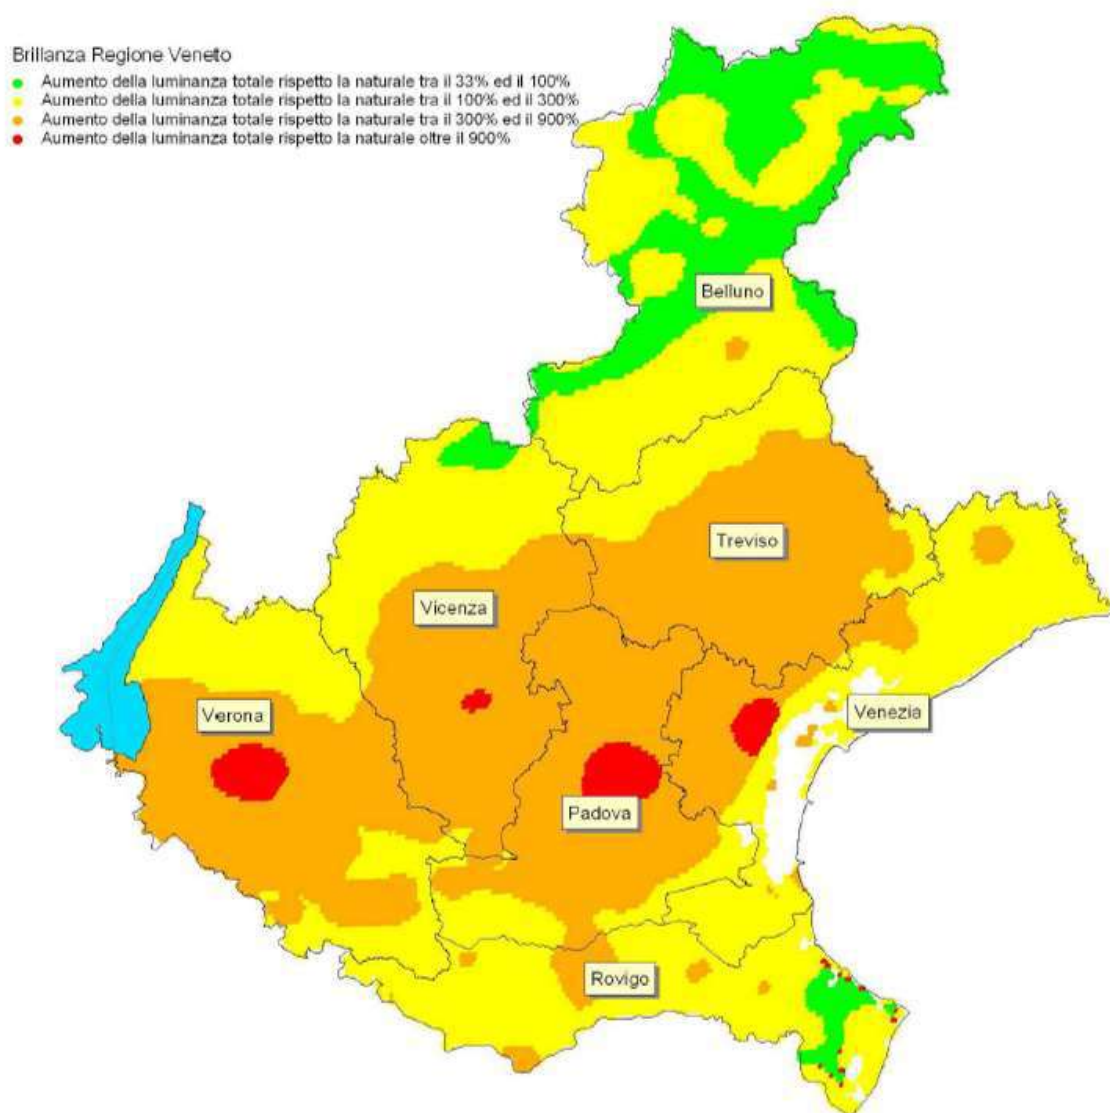 Brillanza Regione Veneto
Aumento della luminanza totale rispetto la naturale tra il 33% ed il 100%
Aumento della luminanza totale rispetto la naturale tra il 100% ed il 300%
Aumento della luminanza totale rispetto la naturale tra il 300% ed il 900%
Aumento della luminanza totale rispetto la naturale oltre il 900%
Belluno
Treviso
Vicenza
Verona
Venezia
Padova
Rovigo